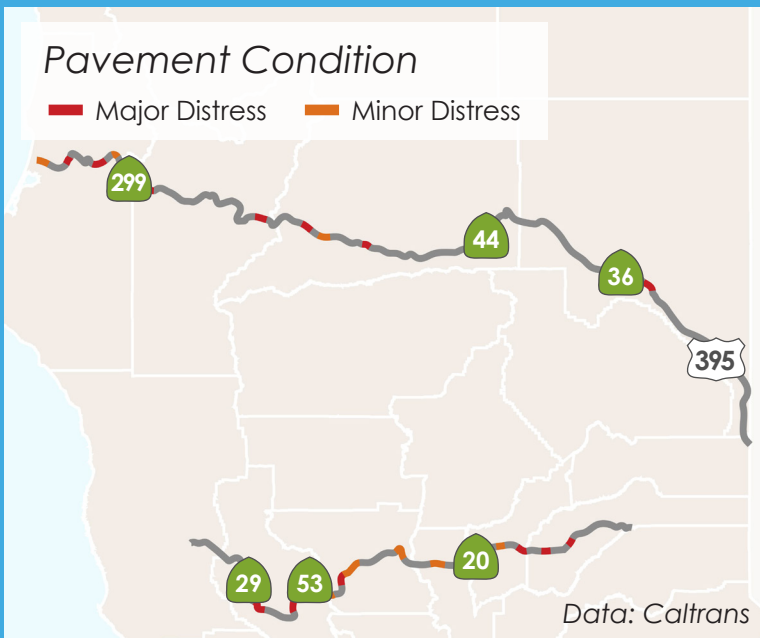 Pavement Condition
Major Distress Minor Distress
299
44
36
395
20
29 53
Data: Caltrans